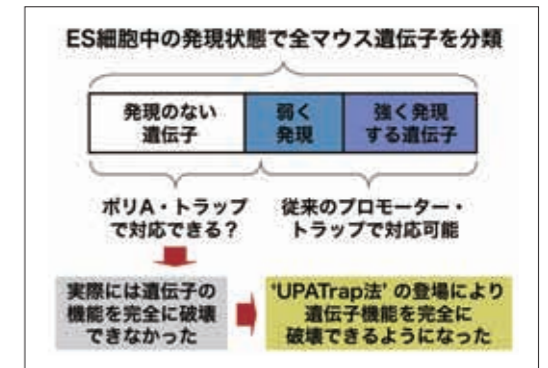 ES細胞中の発現状態で全マウス遺伝子を分類
発現のない
遺伝子
弱く
発現
強く発現
する遺伝子
ポリA・トラップ
で対応できる？
従来のプロモーター・
トラップで対応可能
実際には遺伝子の
機能を完全に破壊
できなかった
'UPATrap法' の登場により
遺伝子機能を完全に
破壊できるようになった